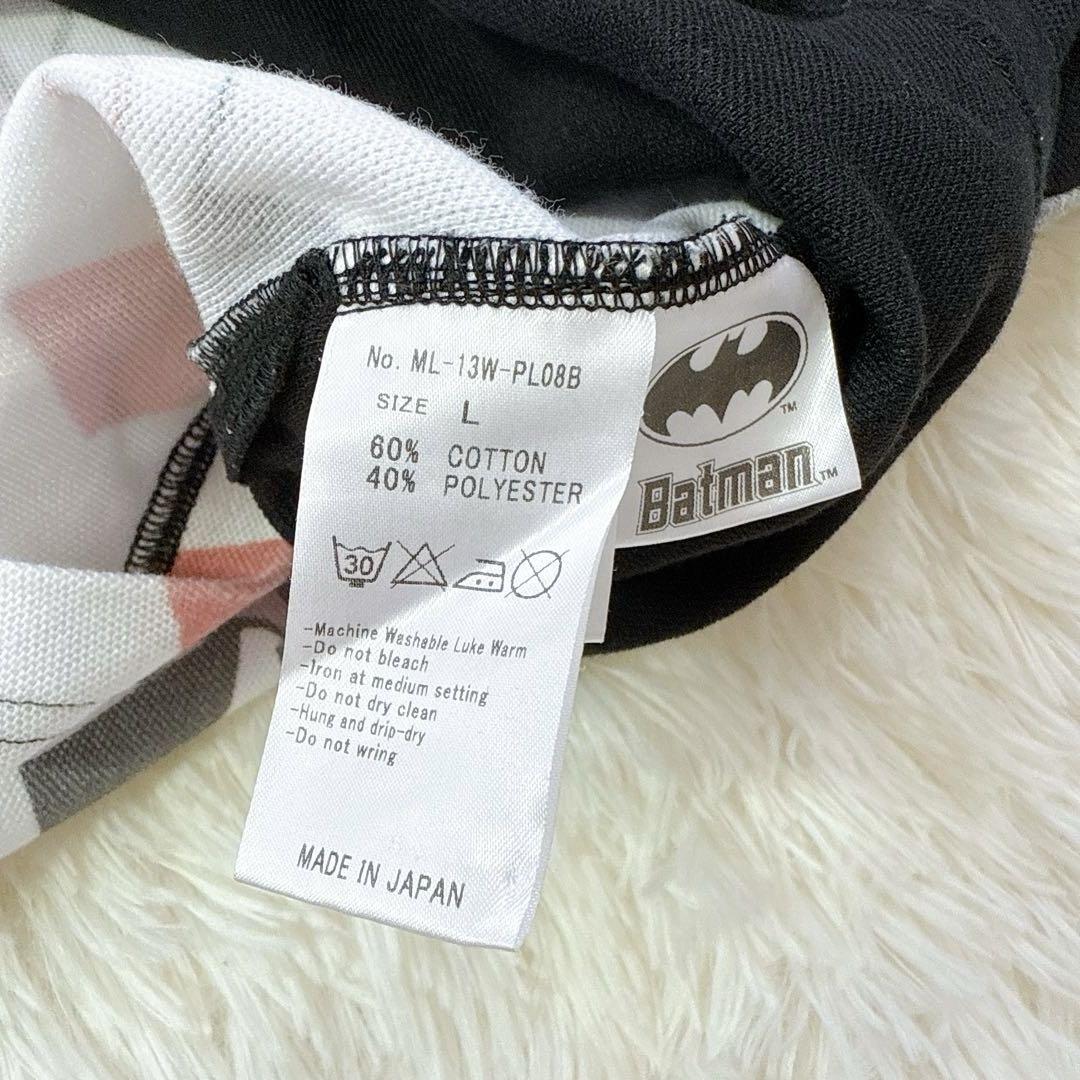 No. ML-13W-PL08B
SIZE L
60% COTTON
40% POLYESTER
30
-Machine Washable Luke Warm
-Do not bleach
-Iron at medium setting
-Do not dry clean
-Hung and drip-dry
-Do not wring
MADE IN JAPAN
TM
Batman TM